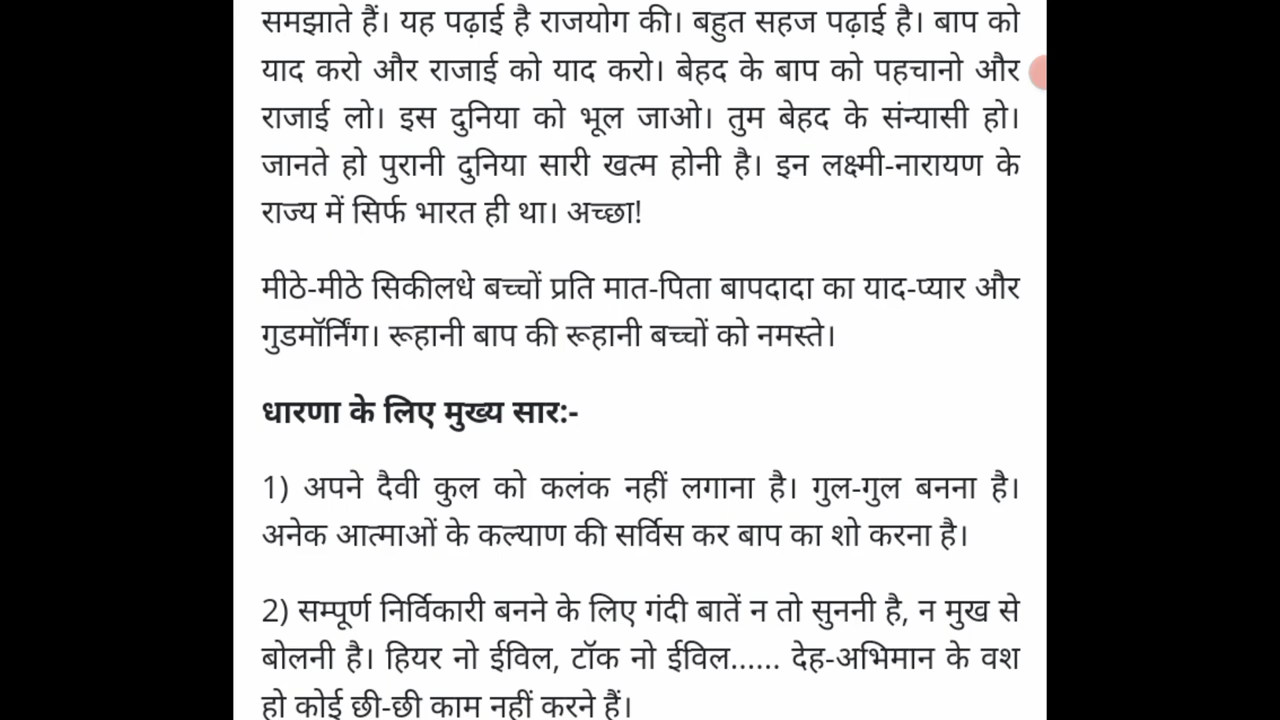 समझाते हैं। यह पढ़ाई है राजयोग की। बहुत सहज पढ़ाई है। बाप को
याद करो और राजाई को याद करो। बेहद के बाप को पहचानो और
राजाई लो। इस दुनिया को भूल जाओ। तुम बेहद के संन्यासी हो।
जानते हो पुरानी दुनिया सारी खत्म होनी है। इन लक्ष्मी-नारायण के
राज्य में सिर्फ भारत ही था। अच्छा!
मीठे-मीठे सिकीलधे बच्चों प्रति मात-पिता बापदादा का याद-प्यार और
गुडमॉर्निंग। रूहानी बाप की रूहानी बच्चों को नमस्ते।
धारणा के लिए मुख्य सार:-
1) अपने दैवी कुल को कलंक नहीं लगाना है। गुल-गुल बनना है।
अनेक आत्माओं के कल्याण की सर्विस कर बाप का शो करना है।
2) सम्पूर्ण निर्विकारी बनने के लिए गंदी बातें न तो सुननी है, न मुख से
बोलनी है। हियर नो ईविल, टॉक नो ईविल...... देह-अभिमान के वश
हो कोई छी-छी काम नहीं करने हैं।